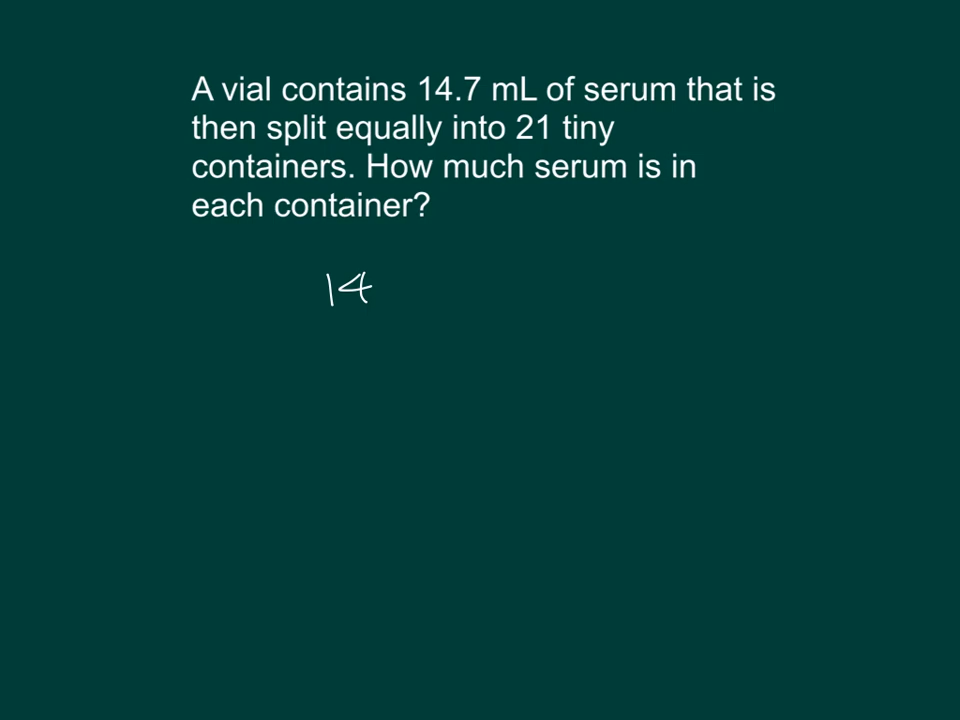 A vial contains 14.7 mL of serum that is
then split equally into 21 tiny
containers. How much serum is in
each container?
14